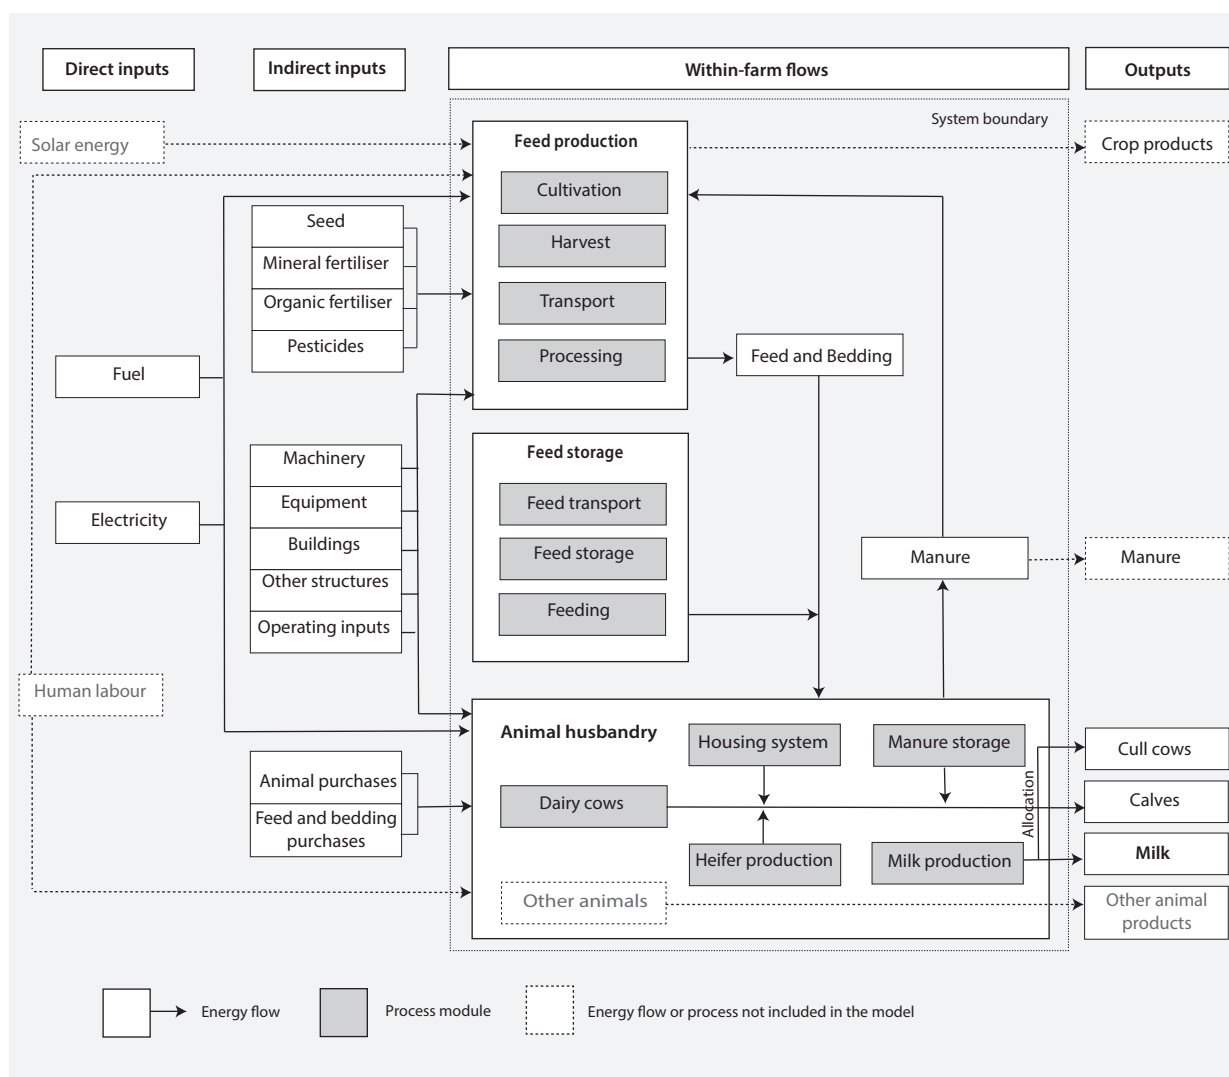 Direct inputs
Indirect inputs
Within-farm flows
Outputs
System boundary
Solar energy
Feed production
Crop products
Cultivation
Seed
Harvest
Mineral fertiliser
Organic fertiliser
Transport
Pesticides
Processing
Feed and Bedding
Fuel
Machinery
Feed storage
Equipment
Feed transport
Electricity
Buildings
Feed storage
Manure
Manure
Other structures
Feeding
Operating inputs
Human labour
Animal husbandry
Housing system
Manure storage
Cull cows
Animal purchases
Dairy cows
Allocation
Calves
Feed and bedding
purchases
Heifer production
Milk production
Milk
Other animals
Other animal
products
Energy flow
Process module
Energy flow or process not included in the model